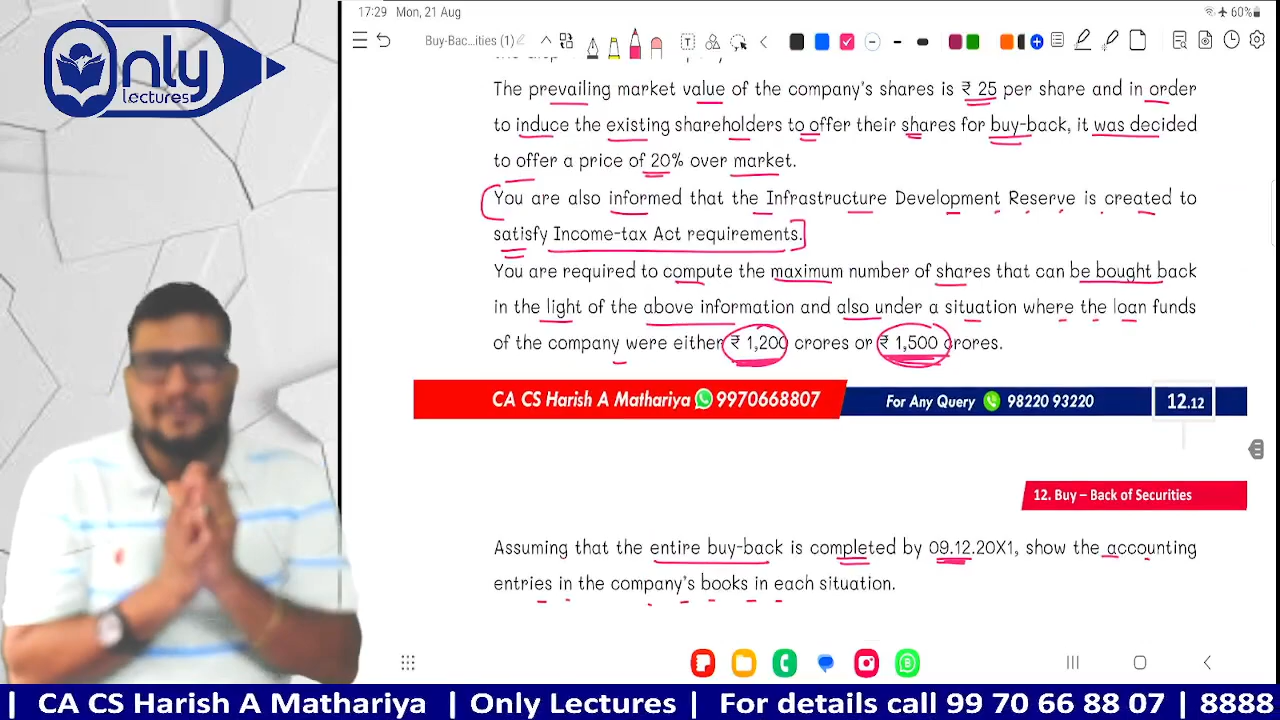 17:29 Mon, 21 Aug
60%
Only
lectures
Buy-Bac...ities (1)
The prevailing market value of the company's shares is ₹ 25 per share and in order
to induce the existing shareholders to offer their shares for buy-back, it was decided
to offer a price of 20% over market.
You are also informed that the Infrastructure Development Reserve is created to
satisfy Income-tax Act requirements.
You are required to compute the maximum number of shares that can be bought back
in the light of the above information and also under a situation where the loan funds
of the company were either ₹ 1,200 crores or ₹ 1,500 crores.
CA CS Harish A Mathariya 9970668807 For Any Query 98220 93220 12.12
12. Buy – Back of Securities
Assuming that the entire buy-back is completed by 09.12.20X1, show the accounting
entries in the company's books in each situation.
| CA CS Harish A Mathariya | Only Lectures | For details call 99 70 66 88 07 | 8888